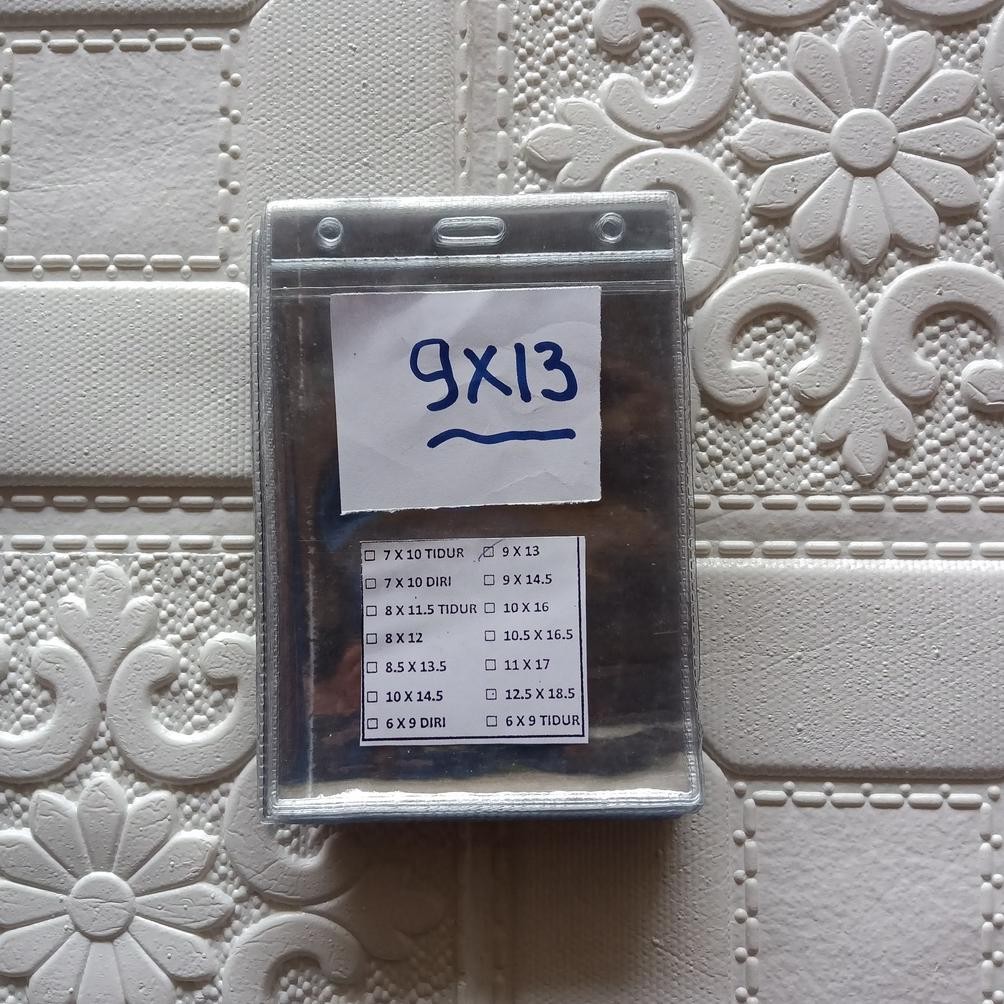 9X13
☐ 7 X 10 TIDUR ☐ 9 X 13
☐ 7 X 10 DIRI ☐ 9 X 14.5
☐ 8 X 11.5 TIDUR ☐ 10 X 16
☐ 8 X 12 ☐ 10.5 X 16.5
☐ 8.5 X 13.5 ☐ 11 X 17
☐ 10 X 14.5 ☐ 12.5 X 18.5
☐ 6 X 9 DIRI ☐ 6 X 9 TIDUR